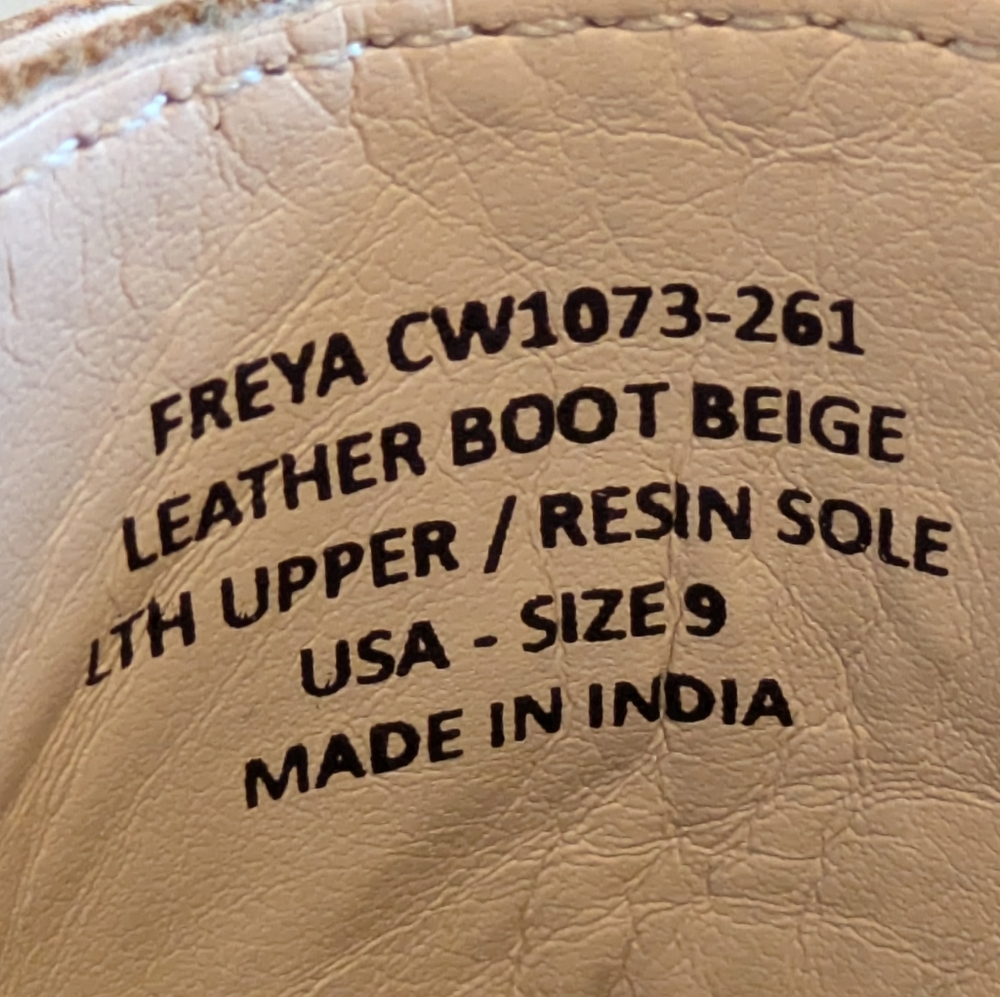 FREYA CW1073-261
LEATHER BOOT BEIGE
LTH UPPER / RESIN SOLE
USA - SIZE 9
MADE IN INDIA